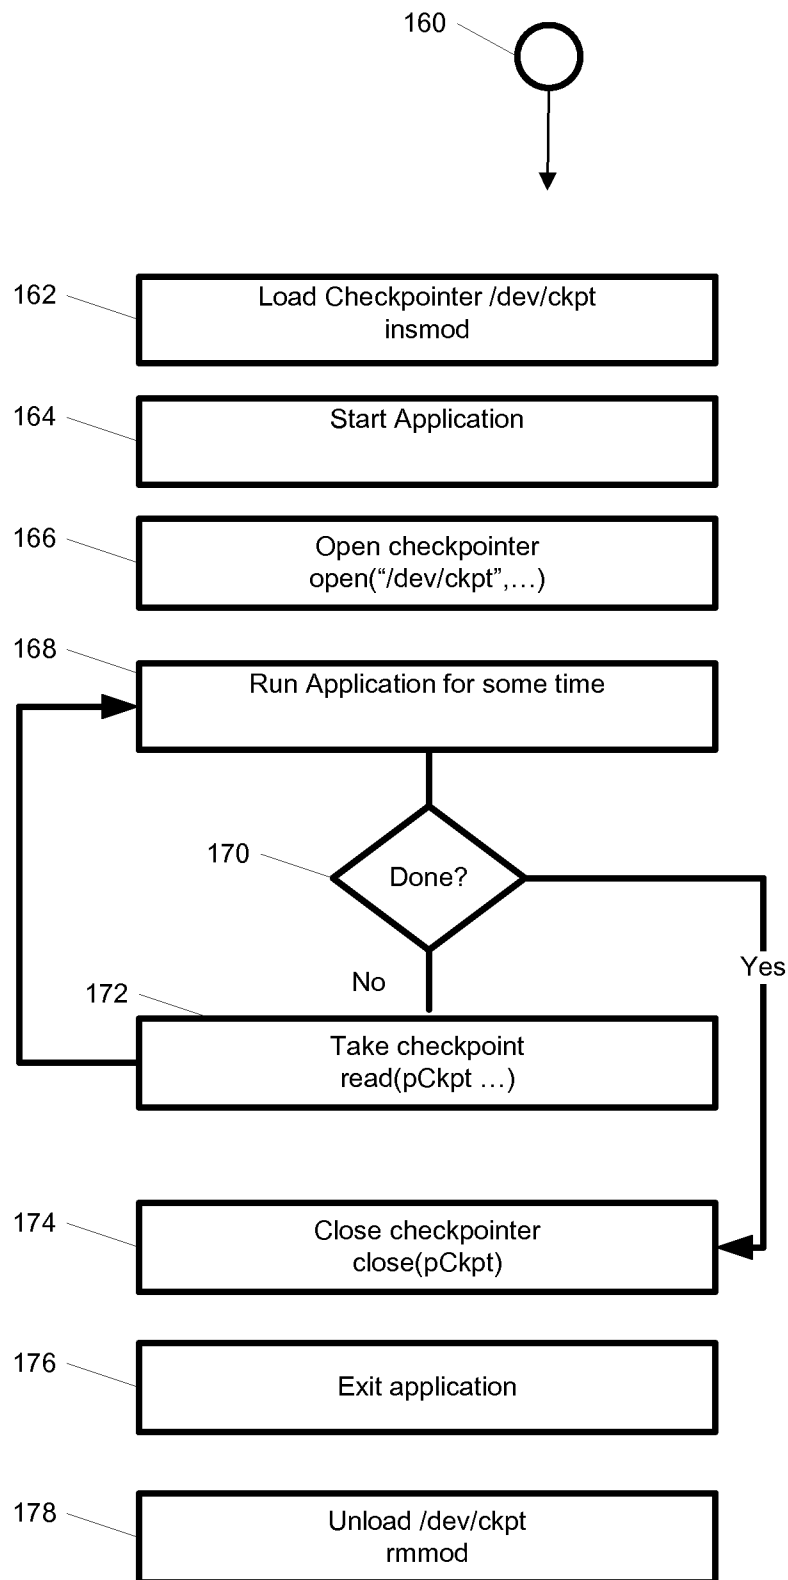 160
162
Load Checkpointer /dev/ckpt
insmod
164
Start Application
166
Open checkpointer
open(“/dev/ckpt”,…)
168
Run Application for some time
170
Done?
Yes
No
172
Take checkpoint
read(pCkpt …)
174
Close checkpointer
close(pCkpt)
176
Exit application
178
Unload /dev/ckpt
rmmod